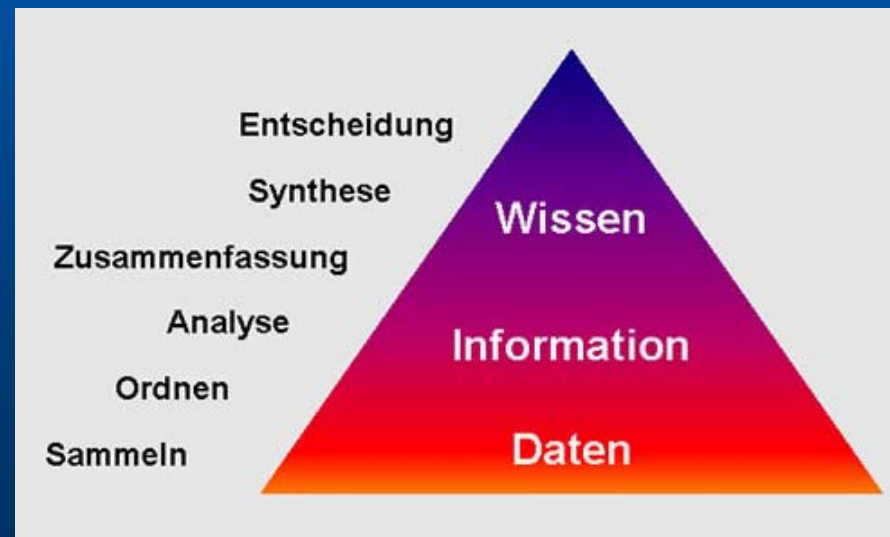 Entscheidung
Synthese
Wissen
Zusammenfassung
Analyse
Information
Ordnen
Daten
Sammeln